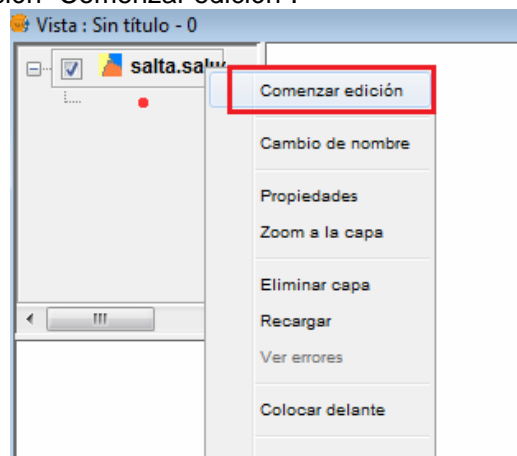 Vista : Sin título - 0
Comenzar edición
Cambio de nombre
Propiedades
Zoom a la capa
Eliminar capa
Recargar
Ver errores
Colocar delante